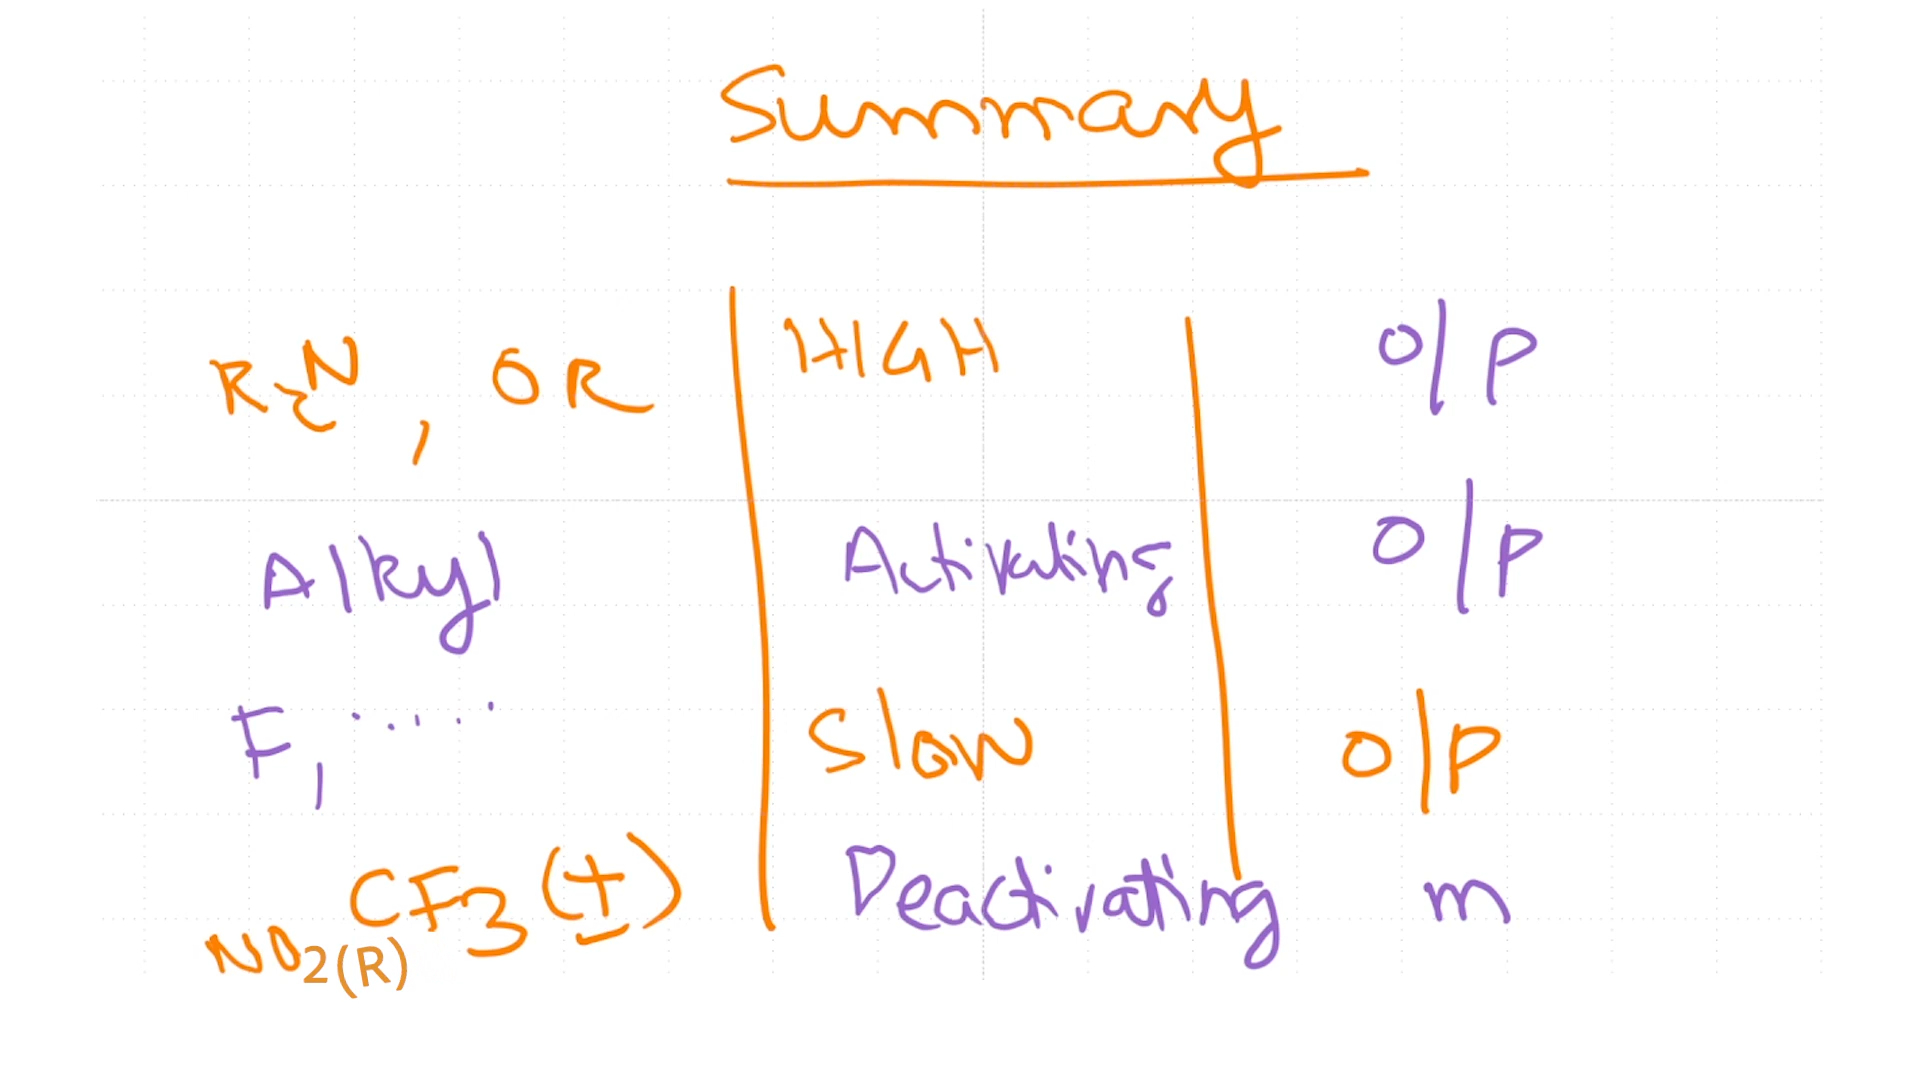 Summary
R2N, OR HIGH O/P
Alkyl Activating O/P
F, ..... Slow O/P
CF3(+) Deactivating m
NO2(R)